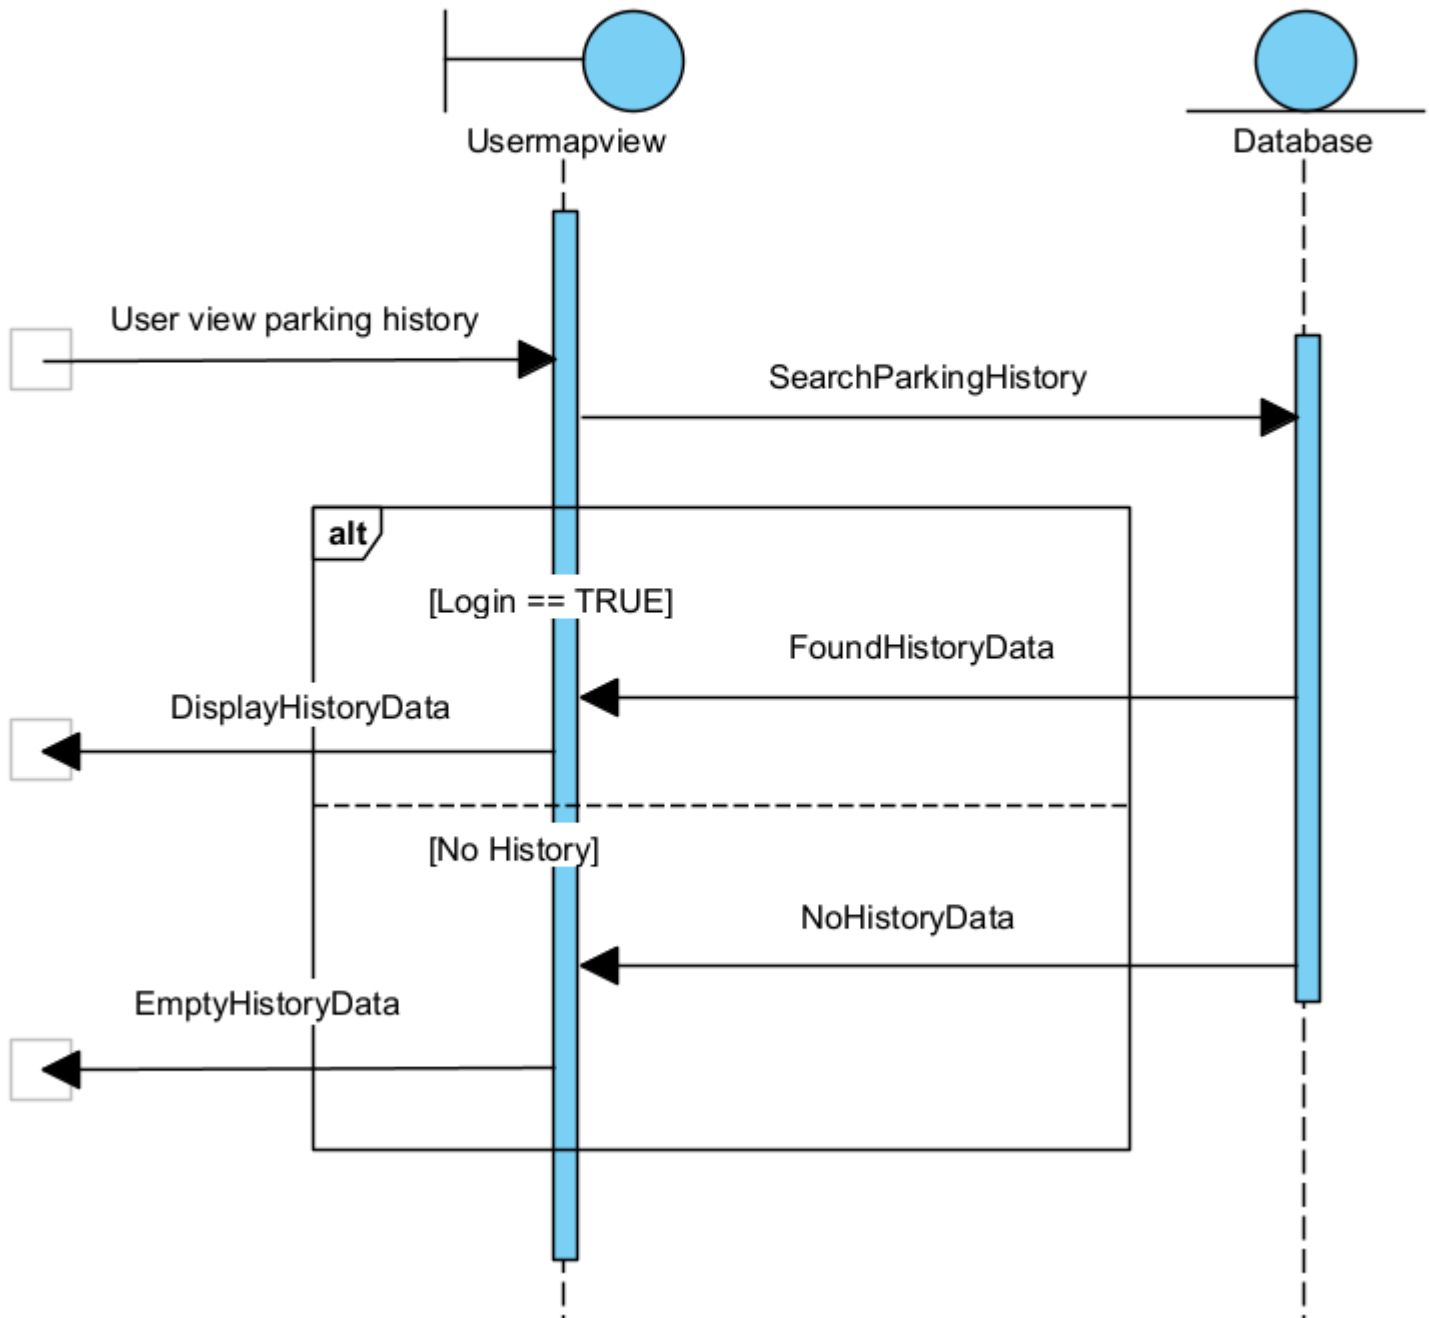 Usermapview
Database
User view parking history
SearchParkingHistory
alt
[Login == TRUE]
FoundHistoryData
DisplayHistoryData
[No History]
NoHistoryData
EmptyHistoryData